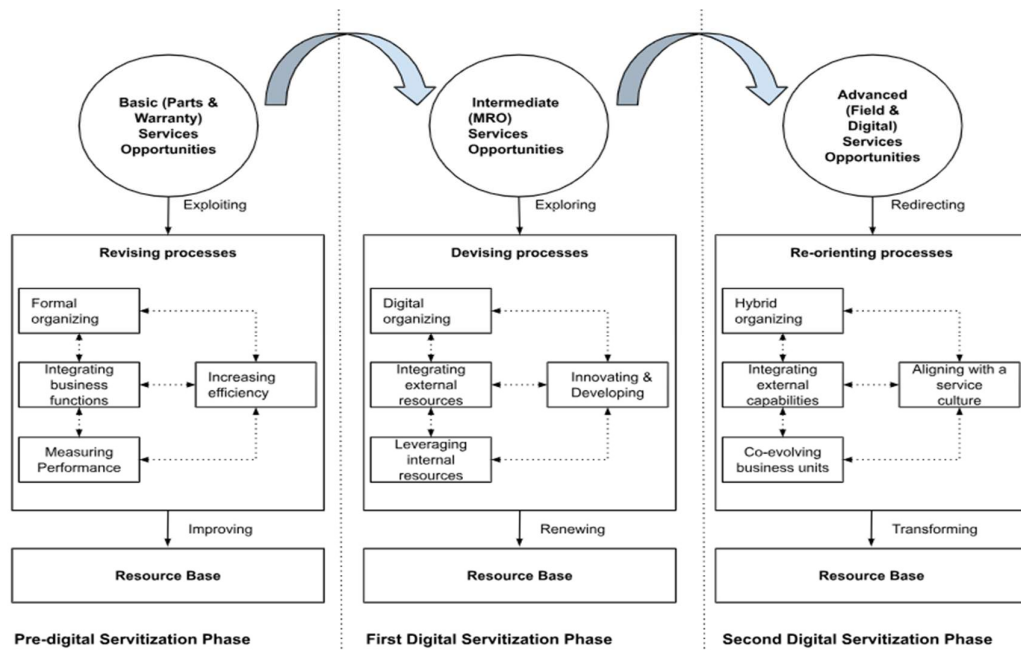 Basic (Parts &
Warranty)
Services
Opportunities
Exploiting
Revising processes
Formal
organizing
Integrating
business
functions
Increasing
efficiency
Measuring
Performance
Improving
Resource Base
Pre-digital Servitization Phase
Intermediate
(MRO)
Services
Opportunities
Exploring
Devising processes
Digital
organizing
Integrating
external
resources
Innovating &
Developing
Leveraging
internal
resources
Renewing
Resource Base
First Digital Servitization Phase
Advanced
(Field &
Digital)
Services
Opportunities
Redirecting
Re-orienting processes
Hybrid
organizing
Integrating
external
capabilities
Aligning with a
service
culture
Co-evolving
business units
Transforming
Resource Base
Second Digital Servitization Phase